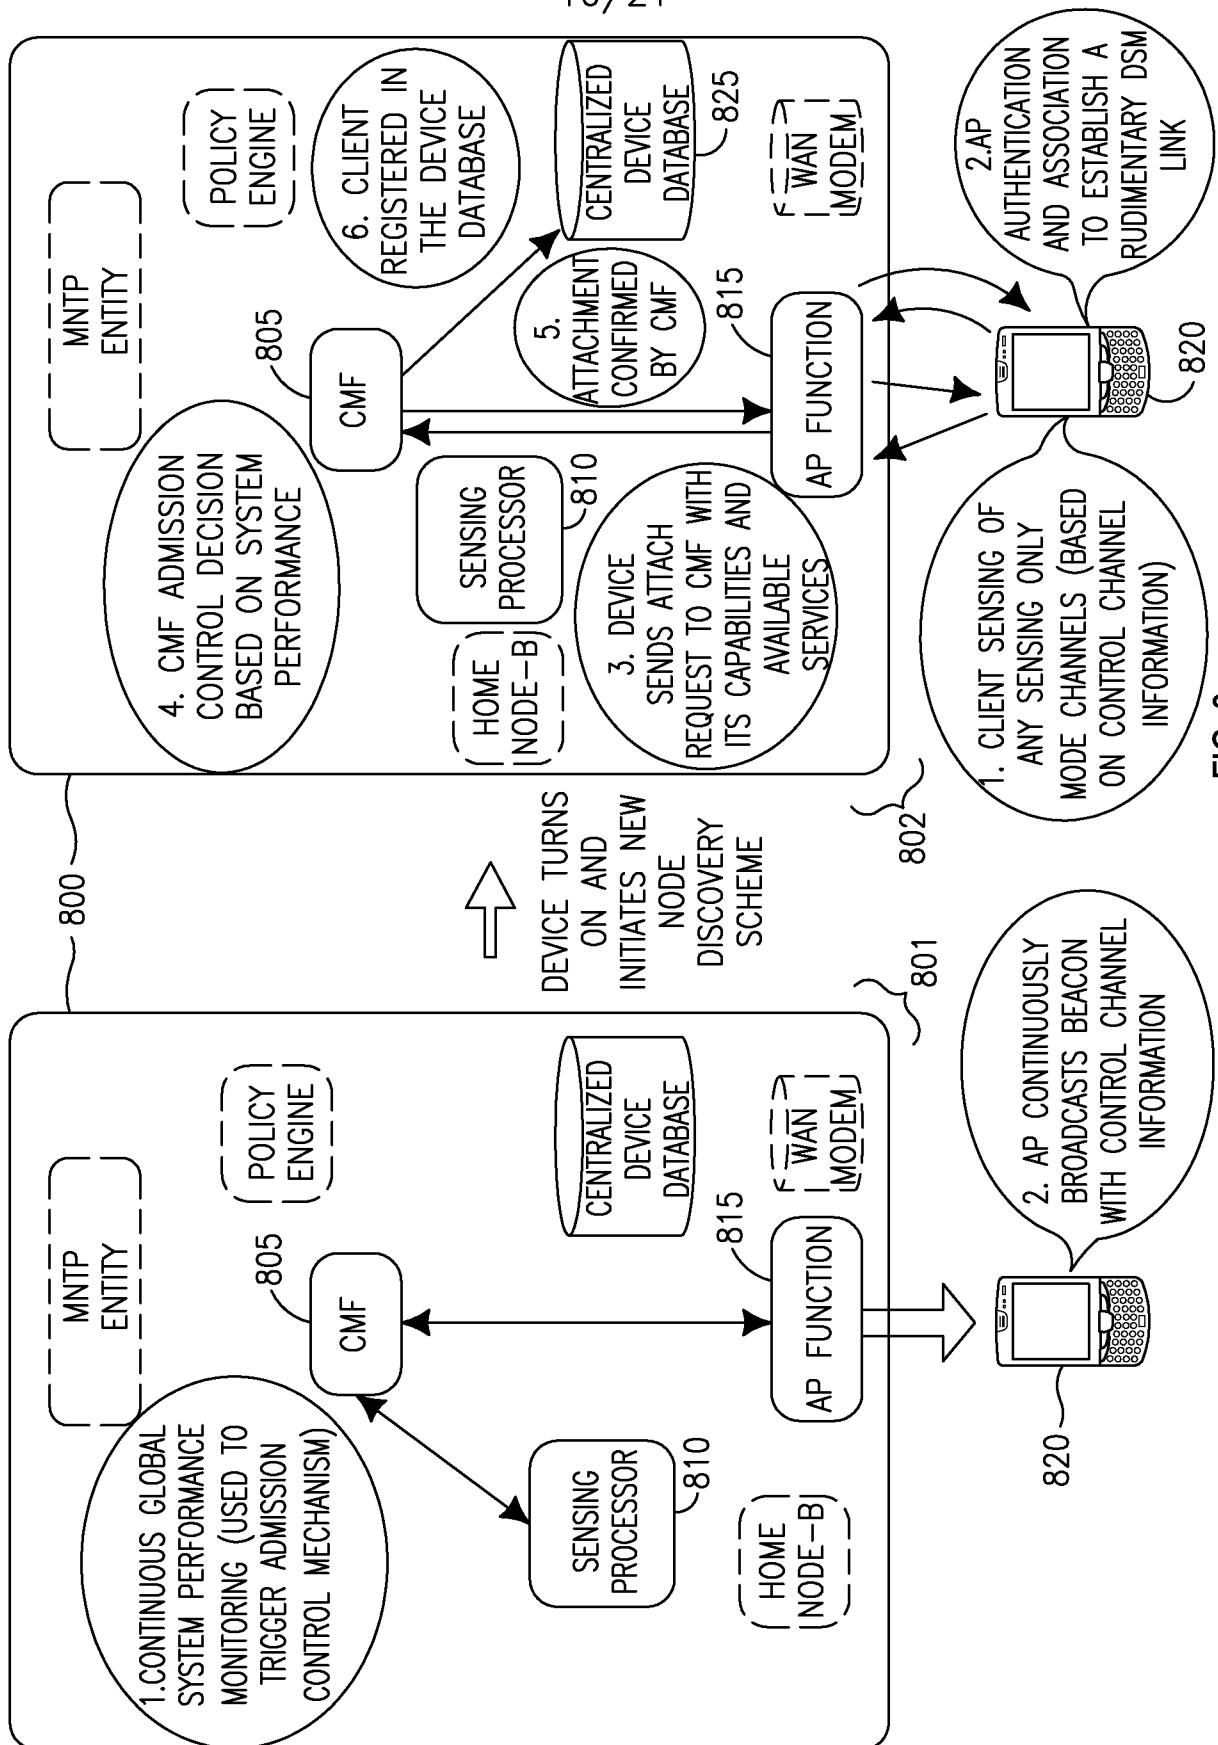 800
MNTP
ENTITY
1.CONTINUOUS GLOBAL
SYSTEM PERFORMANCE
MONITORING (USED TO
TRIGGER ADMISSION
CONTROL MECHANISM)
POLICY
ENGINE
805
CMF
SENSING
PROCESSOR
810
CENTRALIZED
DEVICE
DATABASE
HOME
NODE-B
815
AP FUNCTION
WAN
MODEM
801
820
2. AP CONTINUOUSLY
BROADCASTS BEACON
WITH CONTROL CHANNEL
INFORMATION
DEVICE TURNS
ON AND
INITIATES NEW
NODE
DISCOVERY
SCHEME
MNTP
ENTITY
4. CMF ADMISSION
CONTROL DECISION
BASED ON SYSTEM
PERFORMANCE
POLICY
ENGINE
805
CMF
6. CLIENT
REGISTERED IN
THE DEVICE
DATABASE
SENSING
PROCESSOR
810
HOME
NODE-B
5.
ATTACHMENT
CONFIRMED
BY CMF
CENTRALIZED
DEVICE
DATABASE
825
3. DEVICE
SENDS ATTACH
REQUEST TO CMF WITH
ITS CAPABILITIES AND
AVAILABLE
SERVICES
815
AP FUNCTION
WAN
MODEM
802
1. CLIENT SENSING OF
ANY SENSING ONLY
MODE CHANNELS (BASED
ON CONTROL CHANNEL
INFORMATION)
820
2.AP
AUTHENTICATION
AND ASSOCIATION
TO ESTABLISH A
RUDIMENTARY DSM
LINK